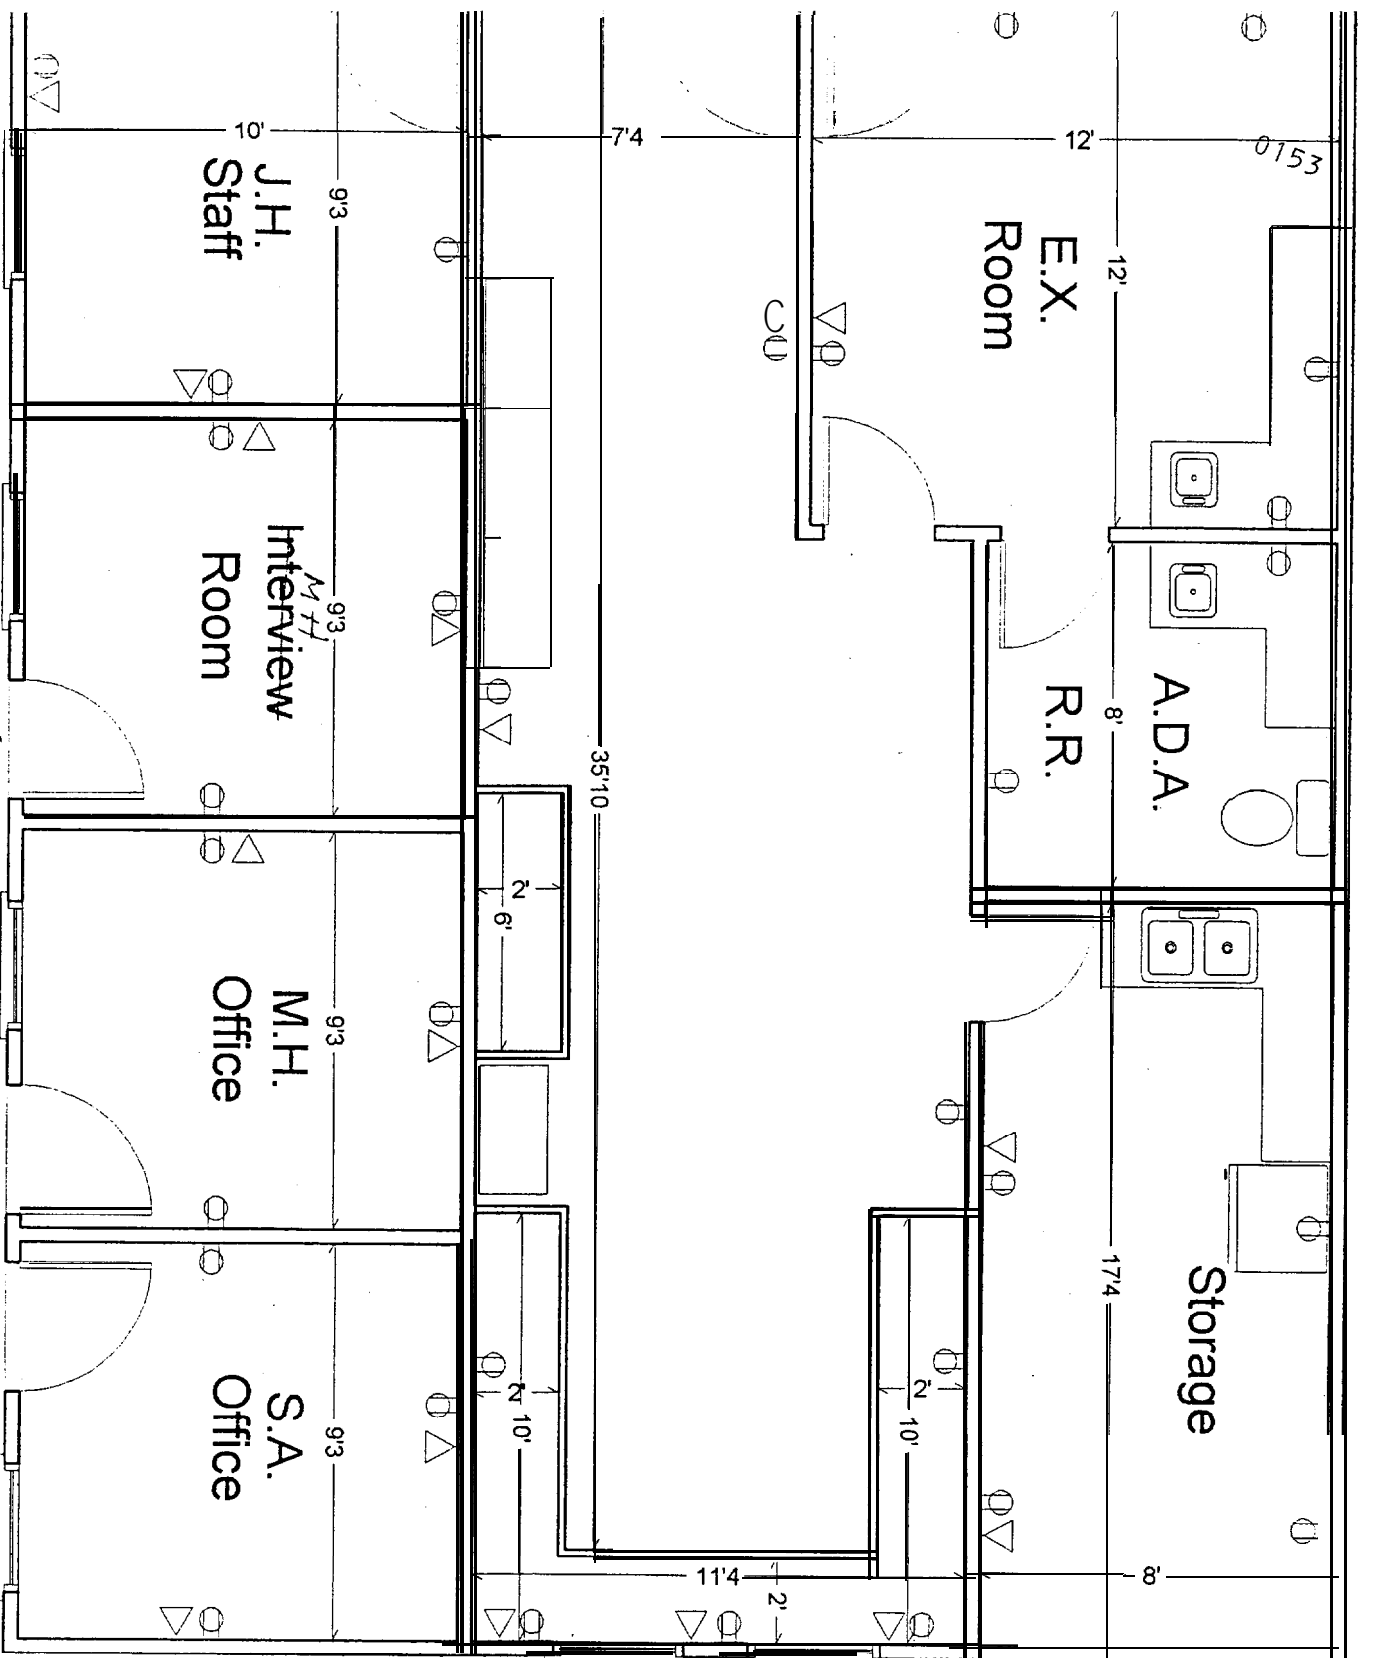 10'
7'4
12'
0153
J.H.
Staff
9'3
E.X.
Room
12'
Interview
Room
MH
9'3
A.D.A.
R.R.
8'
35'10
2'
6'
M.H.
Office
9'3
17'4
Storage
S.A.
Office
9'3
2'
10'
2'
10'
11'4
2'
8'